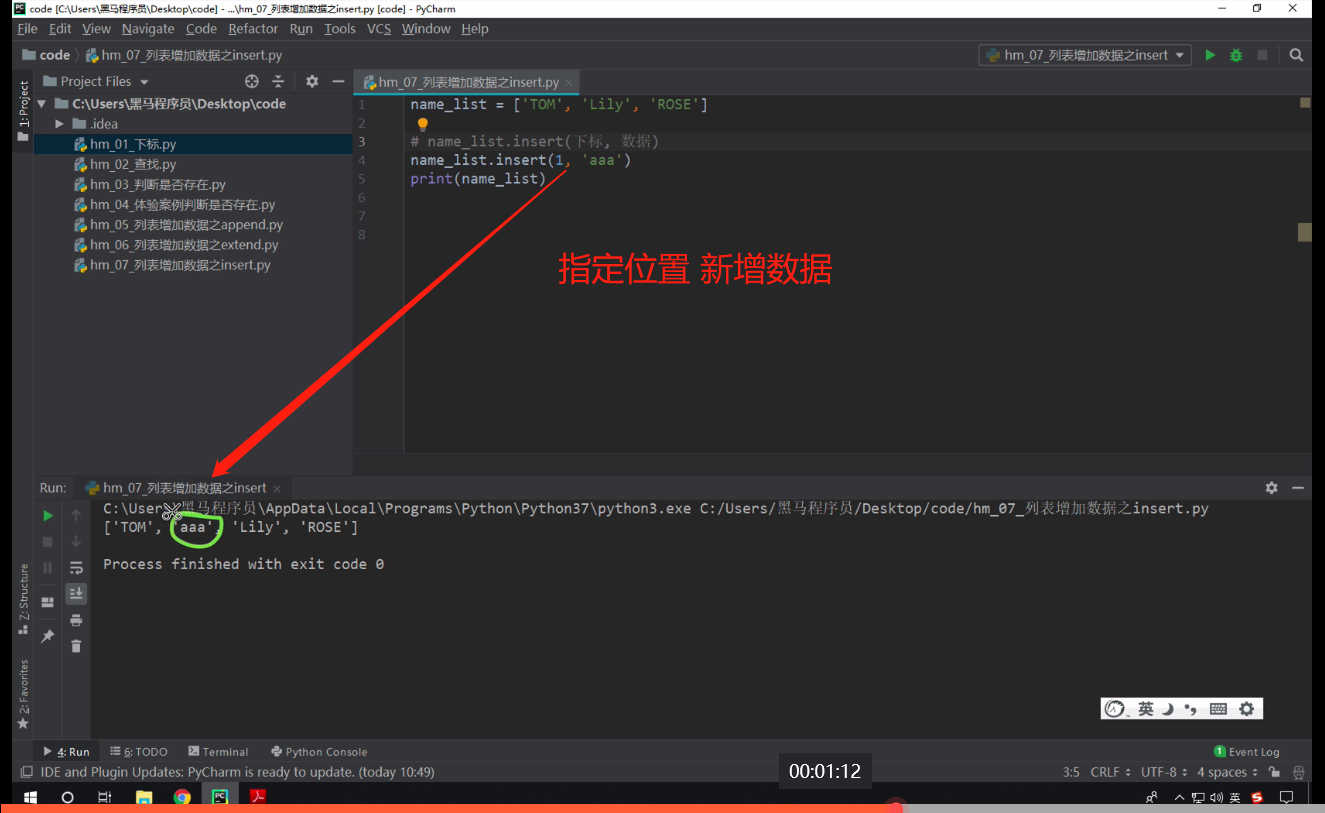 code [C:\Users\黑马程序员\Desktop\code] - ...\hm_07_列表增加数据之insert.py [code] - PyCharm
File Edit View Navigate Code Refactor Run Tools VCS Window Help
code hm_07_列表增加数据之insert.py
hm_07_列表增加数据之insert
1: Project
Project Files
hm_07_列表增加数据之insert.py
C:\Users\黑马程序员\Desktop\code
.idea
hm_01_下标.py
hm_02_查找.py
hm_03_判断是否存在.py
hm_04_体验案例判断是否存在.py
hm_05_列表增加数据之append.py
hm_06_列表增加数据之extend.py
hm_07_列表增加数据之insert.py
1 name_list = ['TOM', 'Lily', 'ROSE']
2
3 # name_list.insert(下标, 数据)
4 name_list.insert(1, 'aaa')
5 print(name_list)
6
7
8
指定位置 新增数据
Run: hm_07_列表增加数据之insert
C:\Users\黑马程序员\AppData\Local\Programs\Python\Python37\python3.exe C:/Users/黑马程序员/Desktop/code/hm_07_列表增加数据之insert.py
['TOM', 'aaa', 'Lily', 'ROSE']
Process finished with exit code 0
Z: Structure
2: Favorites
英
4: Run 6: TODO Terminal Python Console
1 Event Log
IDE and Plugin Updates: PyCharm is ready to update. (today 10:49)
00:01:12
3:5 CRLF UTF-8 4 spaces
英